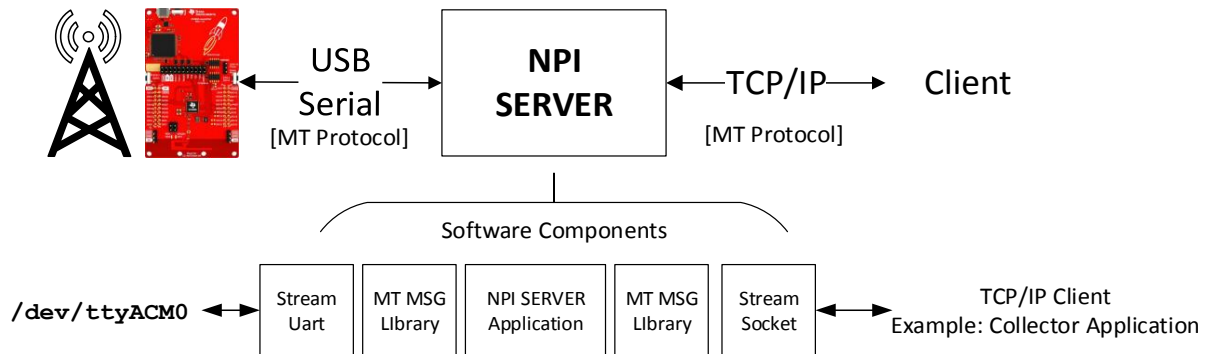 USB
Serial
[MT Protocol]
NPI
SERVER
TCP/IP
[MT Protocol]
Client
Software Components
/dev/ttyACM0
Stream
Uart
MT MSG
LIbrary
NPI SERVER
Application
MT MSG
LIbrary
Stream
Socket
TCP/IP Client
Example: Collector Application